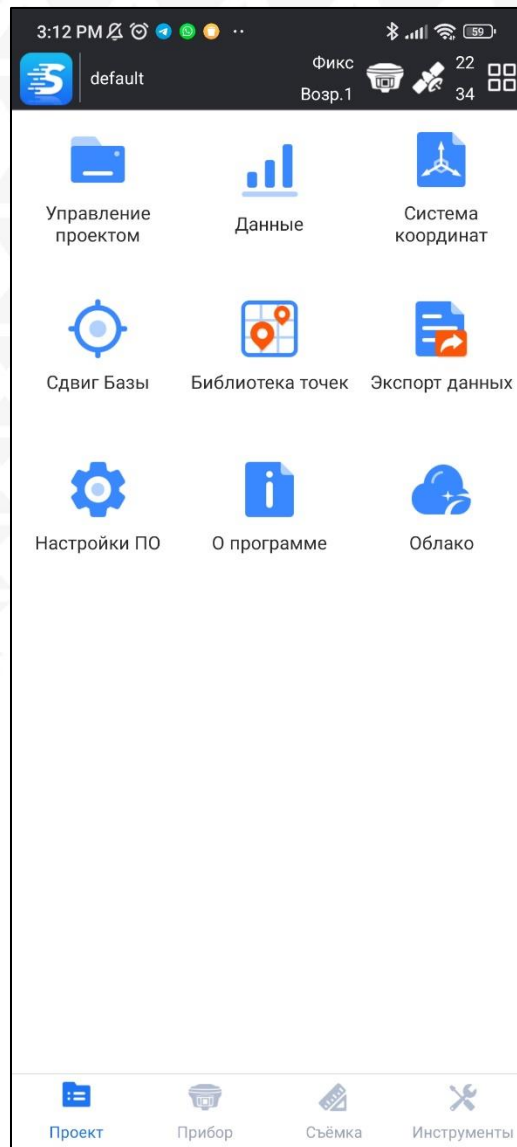 3:12 PM
59
default
Фикс
Возр.1
22
34
Управление
проектом
Данные
Система
координат
Сдвиг Базы
Библиотека точек
Экспорт данных
Настройки ПО
О программе
Облако
Проект
Прибор
Съёмка
Инструменты